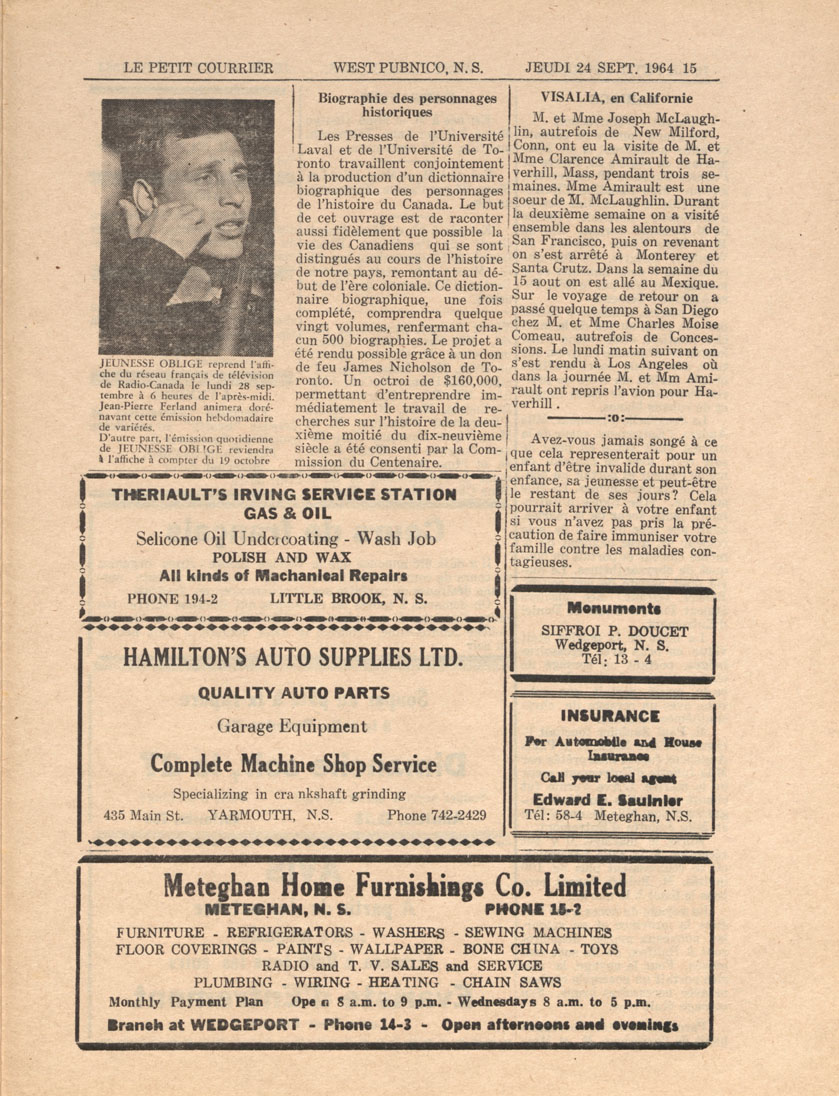 LE PETIT COURRIER WEST PUBNICO, N. S. JEUDI 24 SEPT. 1964 15
JEUNESSE OBLIGE reprend l'affi-
che du réseau français de télévision
de Radio-Canada le lundi 28 sep-
tembre à 6 heures de l'après-midi.
Jean-Pierre Ferland animera doré-
navant cette émission hebdomadaire
de variétés.
D'autre part, l'émission quotidienne
de JEUNESSE OBLIGE reviendra
à l'affiche à compter du 19 octobre
Biographie des personnages
historiques
Les Presses de l'Université
Laval et de l'Université de To-
ronto travaillent conjointement
à la production d'un dictionnaire
biographique des personnages
de l'histoire du Canada. Le but
de cet ouvrage est de raconter
aussi fidèlement que possible la
vie des Canadiens qui se sont
distingués au cours de l'histoire
de notre pays, remontant au dé-
but de l'ère coloniale. Ce diction-
naire biographique, une fois
complété, comprendra quelque
vingt volumes, renfermant cha-
cun 500 biographies. Le projet a
été rendu possible grâce à un don
de feu James Nicholson de To-
ronto. Un octroi de $160,000,
permettant d'entreprendre im-
médiatement le travail de re-
cherches sur l'histoire de la deu-
xième moitié du dix-neuvième
siècle a été consenti par la Com-
mission du Centenaire.
VISALIA, en Californie
M. et Mme Joseph McLaugh-
lin, autrefois de New Milford,
Conn, ont eu la visite de M. et
Mme Clarence Amirault de Ha-
verhill, Mass, pendant trois se-
maines. Mme Amirault est une
soeur de M. McLaughlin. Durant
la deuxième semaine on a visité
ensemble dans les alentours de
San Francisco, puis on revenant
on s'est arrêté à Monterey et
Santa Crutz. Dans la semaine du
15 aout on est allé au Mexique.
Sur le voyage de retour on a
passé quelque temps à San Diego
chez M. et Mme Charles Moise
Comeau, autrefois de Conces-
sions. Le lundi matin suivant on
s'est rendu à Los Angeles où
dans la journée M. et Mm Ami-
rault ont repris l'avion pour Ha-
verhill .
:o:
Avez-vous jamais songé à ce
que cela representerait pour un
enfant d'être invalide durant son
enfance, sa jeunesse et peut-être
le restant de ses jours? Cela
pourrait arriver à votre enfant
si vous n'avez pas pris la pré-
caution de faire immuniser votre
famille contre les maladies con-
tagieuses.
THERIAULT'S IRVING SERVICE STATION
GAS & OIL
Selicone Oil Undercoating - Wash Job
POLISH AND WAX
All kinds of Machanical Repairs
PHONE 194-2 LITTLE BROOK, N. S.
HAMILTON'S AUTO SUPPLIES LTD.
QUALITY AUTO PARTS
Garage Equipment
Complete Machine Shop Service
Specializing in cra nkshaft grinding
435 Main St. YARMOUTH, N.S. Phone 742-2429
Monuments
SIFFROI P. DOUCET
Wedgeport, N. S.
Tél: 13 - 4
INSURANCE
For Automobile and House
Insurance
Call your local agent
Edward E. Saulnier
Tél: 58-4 Meteghan, N.S.
Meteghan Home Furnishings Co. Limited
METEGHAN, N. S. PHONE 15-2
FURNITURE - REFRIGERATORS - WASHERS - SEWING MACHINES
FLOOR COVERINGS - PAINTS - WALLPAPER - BONE CHINA - TOYS
RADIO and T. V. SALES and SERVICE
PLUMBING - WIRING - HEATING - CHAIN SAWS
Monthly Payment Plan Open 8 a.m. to 9 p.m. - Wednesdays 8 a.m. to 5 p.m.
Branch at WEDGEPORT - Phone 14-3 - Open afternoons and evenings